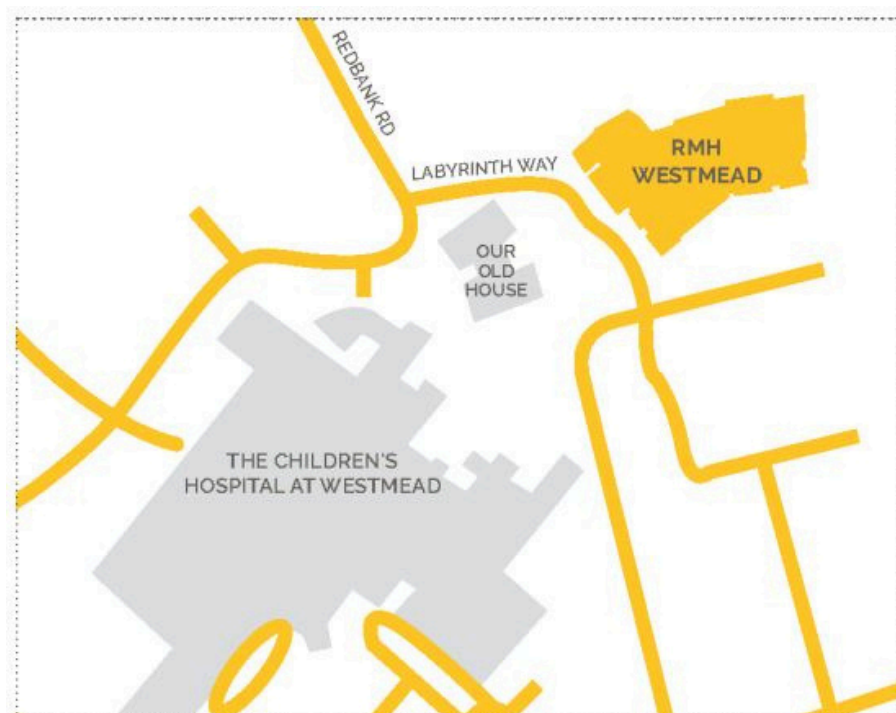 REDBANK RD
LABYRINTH WAY
RMH
WESTMEAD
OUR
OLD
HOUSE
THE CHILDREN'S
HOSPITAL AT WESTMEAD